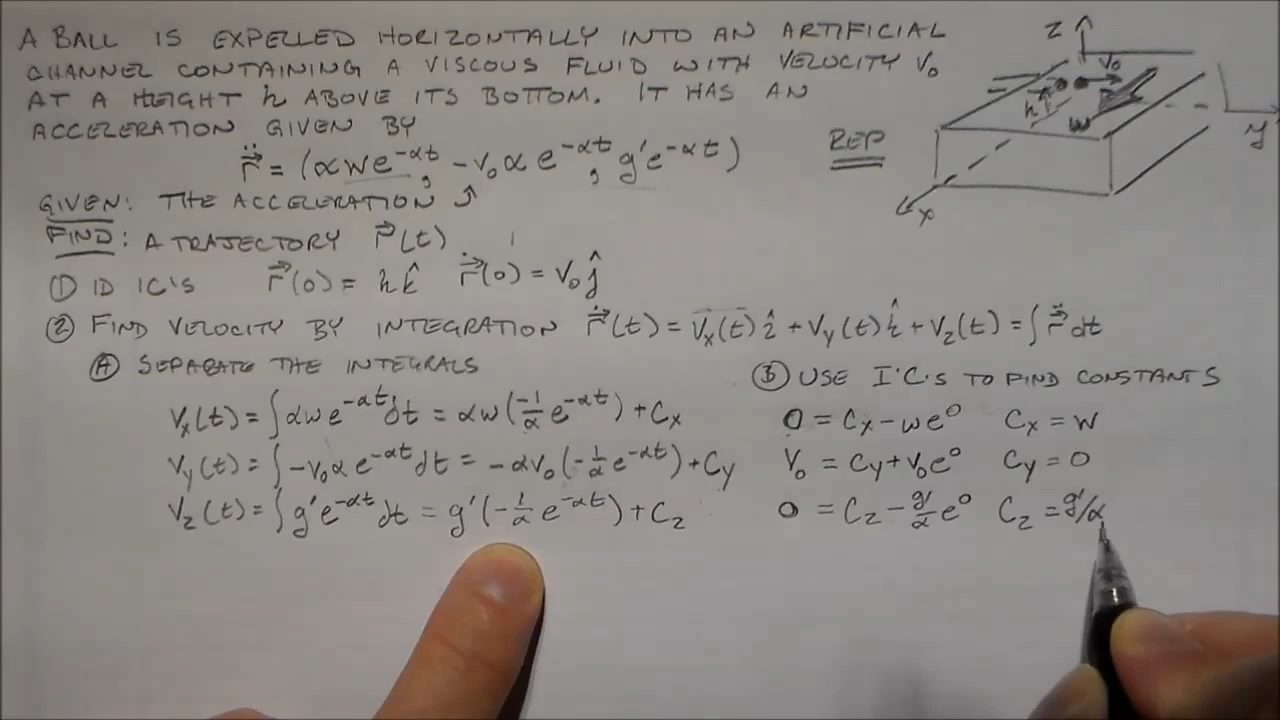 A BALL IS EXPELLED HORIZONTALLY INTO AN ARTIFICIAL
CHANNEL CONTAINING A VISCOUS FLUID WITH VELOCITY V₀
AT A HEIGHT h ABOVE ITS BOTTOM. IT HAS AN
ACCELERATION GIVEN BY
r̈⃗ = (αwe^{-αt}, -V₀αe^{-αt}, g'e^{-αt})
REP
Z
V₀
h
W
y
x
GIVEN: THE ACCELERATION
FIND: A TRAJECTORY r⃗(t)
① ID IC'S r⃗(0) = hk̂ ṙ⃗(0) = V₀ĵ
② FIND VELOCITY BY INTEGRATION r̈⃗(t) = Vx(t)î + Vy(t)k̂ + Vz(t) = ∫r̈⃗dt
Ⓐ SEPARATE THE INTEGRALS
Vx(t) = ∫αwe^{-αt}dt = αw(-1/α e^{-αt}) + Cx
Vy(t) = ∫-V₀αe^{-αt}dt = -αV₀(-1/α e^{-αt}) + Cy
Vz(t) = ∫g'e^{-αt}dt = g'(-1/α e^{-αt}) + Cz
Ⓑ USE I.C.'S TO FIND CONSTANTS
0 = Cx - we⁰ Cx = W
V₀ = Cy + V₀e⁰ Cy = 0
0 = Cz - g'/α e⁰ Cz = g'/α